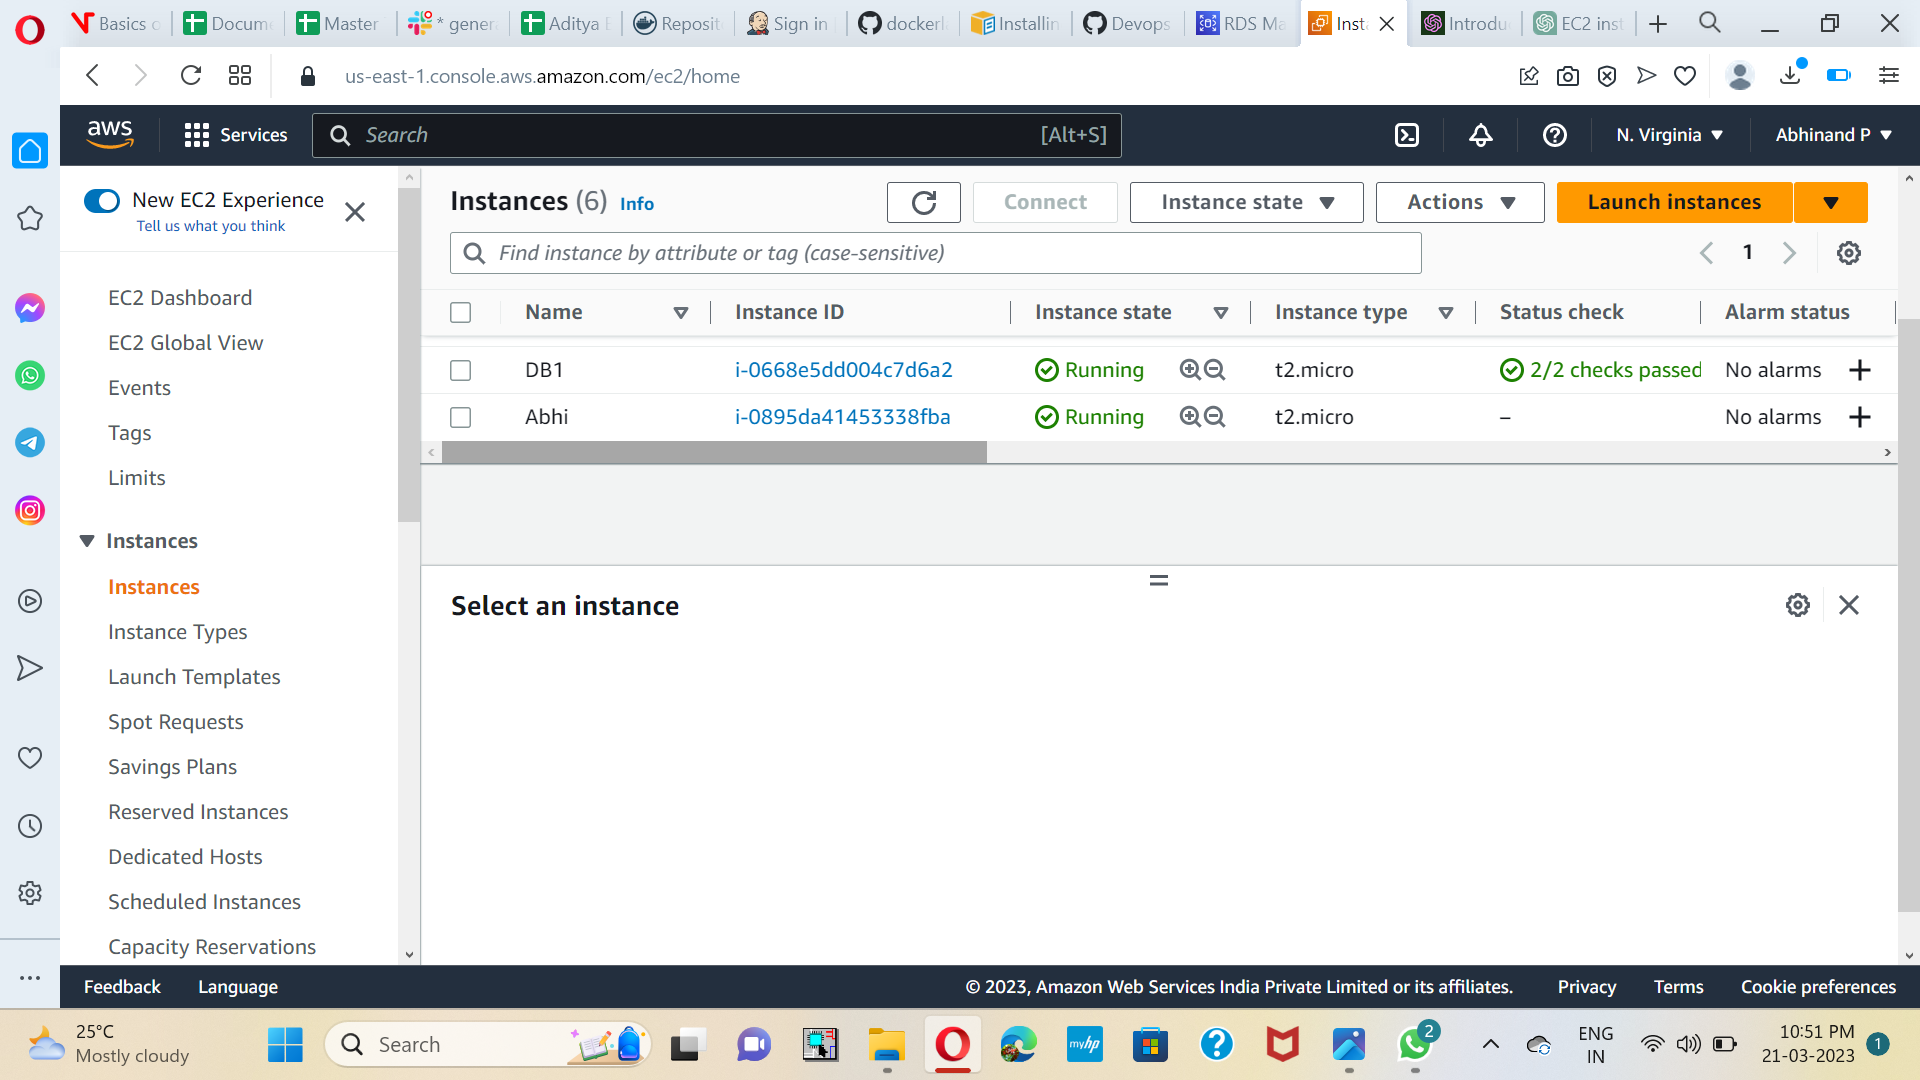 Basics o
Docume
Master
* genera
Aditya B
Reposito
Sign in
dockerl
Installin
Devops
RDS Ma
Insta
Introdu
EC2 inst
us-east-1.console.aws.amazon.com/ec2/home
aws
Services
Search
[Alt+S]
N. Virginia
Abhinand P
New EC2 Experience
Tell us what you think
EC2 Dashboard
EC2 Global View
Events
Tags
Limits
Instances
Instances
Instance Types
Launch Templates
Spot Requests
Savings Plans
Reserved Instances
Dedicated Hosts
Scheduled Instances
Capacity Reservations
Instances (6) Info
Connect
Instance state
Actions
Launch instances
Find instance by attribute or tag (case-sensitive)
1
Name Instance ID Instance state Instance type Status check Alarm status
DB1 i-0668e5dd004c7d6a2 Running t2.micro 2/2 checks passed No alarms
Abhi i-0895da41453338fba Running t2.micro – No alarms
Select an instance
Feedback Language © 2023, Amazon Web Services India Private Limited or its affiliates. Privacy Terms Cookie preferences
25°C
Mostly cloudy
Search
myhp
2
ENG
IN
10:51 PM
21-03-2023
1